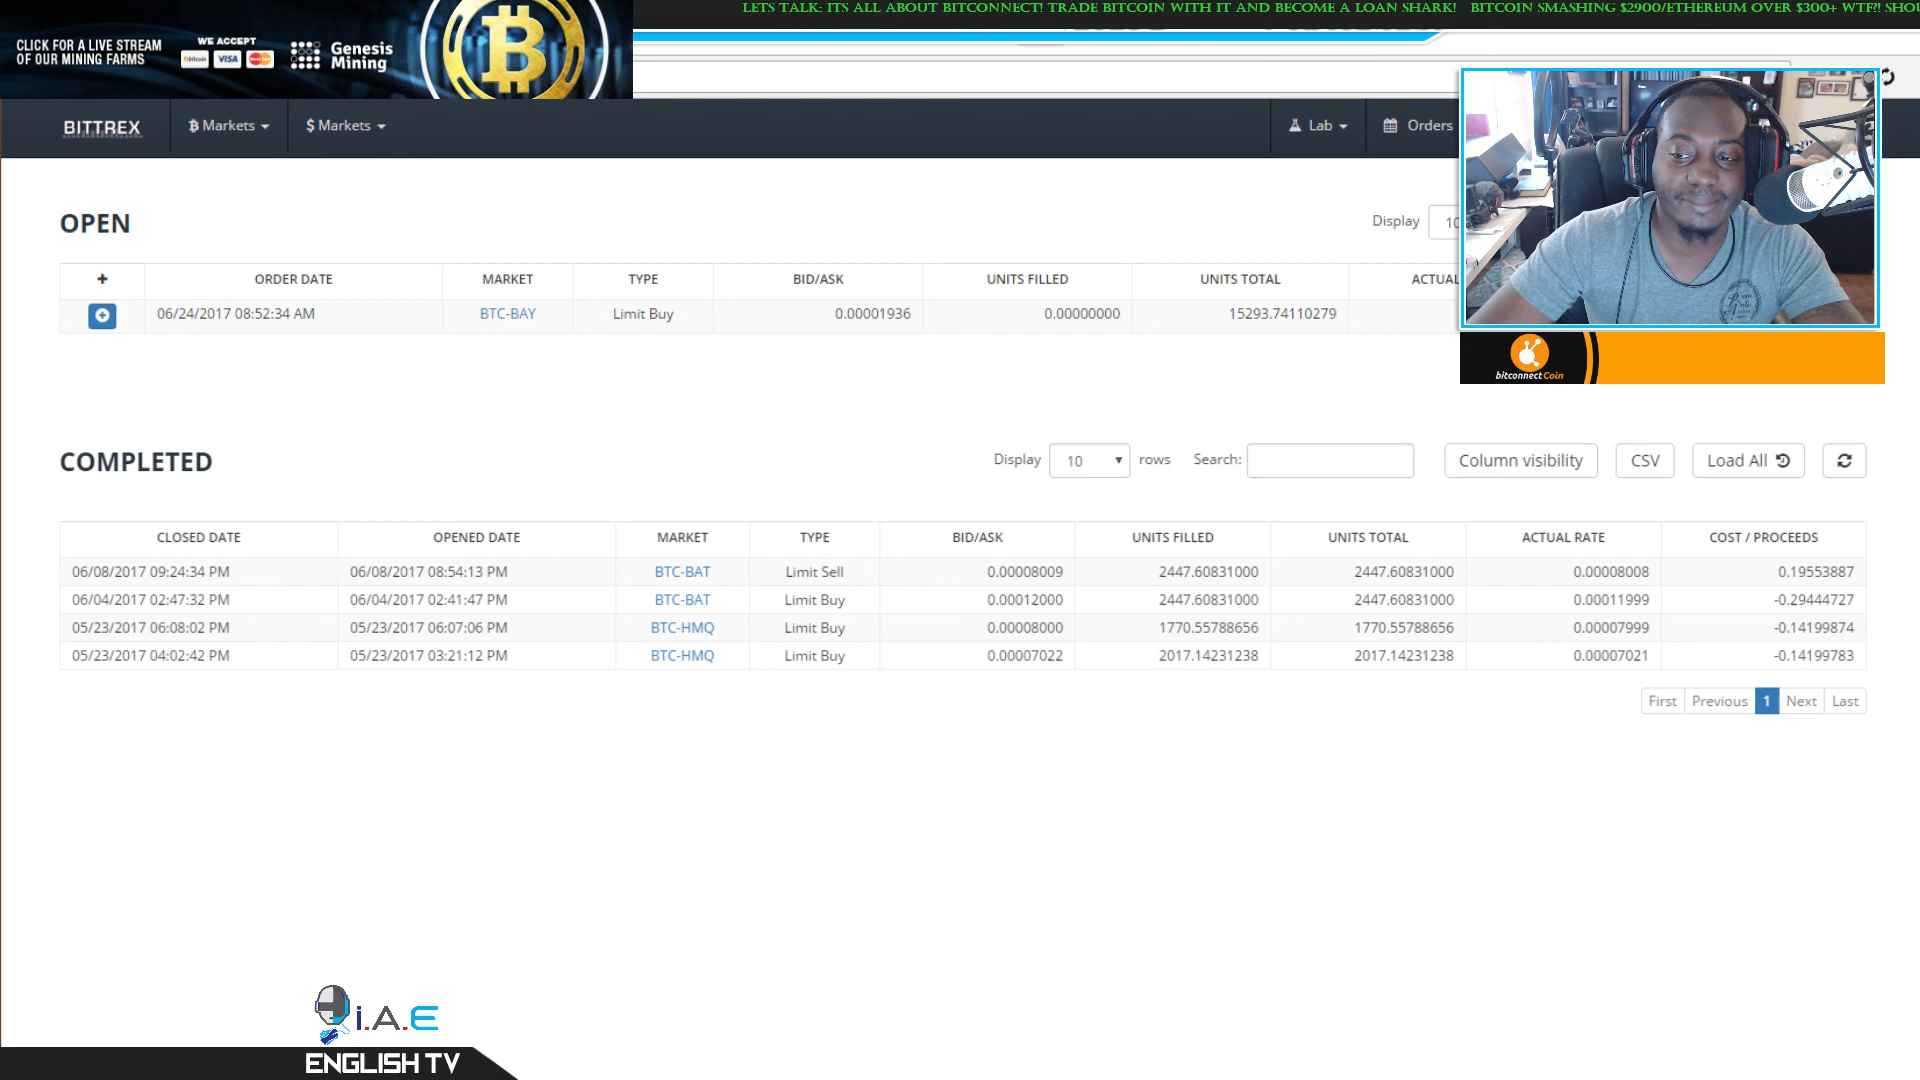 LETS TALK: ITS ALL ABOUT BITCONNECT! TRADE BITCOIN WITH IT AND BECOME A LOAN SHARK! BITCOIN SMASHING $2900/ETHEREUM OVER $300+ WTF?! SHOU
CLICK FOR A LIVE STREAM
OF OUR MINING FARMS
WE ACCEPT
bitcoin VISA
Genesis
Mining
BITTREX Markets $ Markets Lab Orders
OPEN
Display 10
+ ORDER DATE MARKET TYPE BID/ASK UNITS FILLED UNITS TOTAL ACTUAL
06/24/2017 08:52:34 AM BTC-BAY Limit Buy 0.00001936 0.00000000 15293.74110279
bitconnectCoin
COMPLETED
Display 10 rows Search: Column visibility CSV Load All
CLOSED DATE OPENED DATE MARKET TYPE BID/ASK UNITS FILLED UNITS TOTAL ACTUAL RATE COST / PROCEEDS
06/08/2017 09:24:34 PM 06/08/2017 08:54:13 PM BTC-BAT Limit Sell 0.00008009 2447.60831000 2447.60831000 0.00008008 0.19553887
06/04/2017 02:47:32 PM 06/04/2017 02:41:47 PM BTC-BAT Limit Buy 0.00012000 2447.60831000 2447.60831000 0.00011999 -0.29444727
05/23/2017 06:08:02 PM 05/23/2017 06:07:06 PM BTC-HMQ Limit Buy 0.00008000 1770.55788656 1770.55788656 0.00007999 -0.14199874
05/23/2017 04:02:42 PM 05/23/2017 03:21:12 PM BTC-HMQ Limit Buy 0.00007022 2017.14231238 2017.14231238 0.00007021 -0.14199783
First Previous 1 Next Last
i.A.E
ENGLISH TV